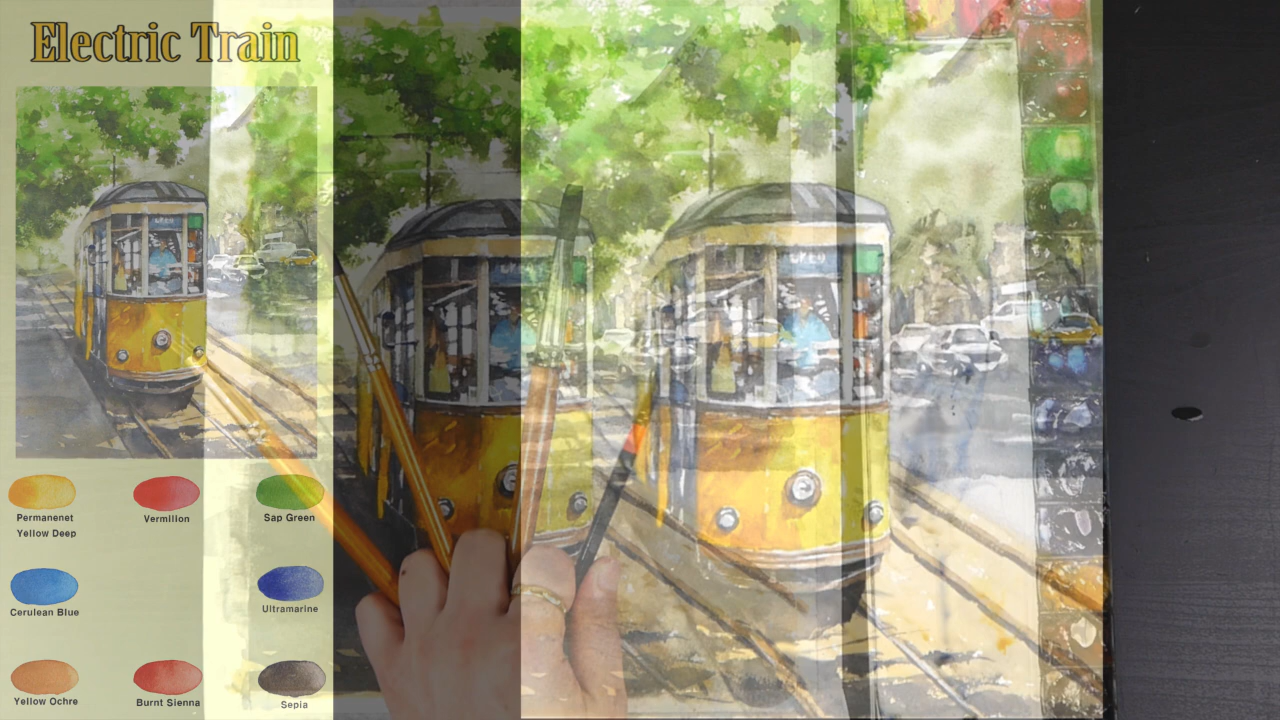 Electric Train
Permanenet
Yellow Deep
Vermilion
Sap Green
Cerulean Blue
Ultramarine
Yellow Ochre
Burnt Sienna
Sepia